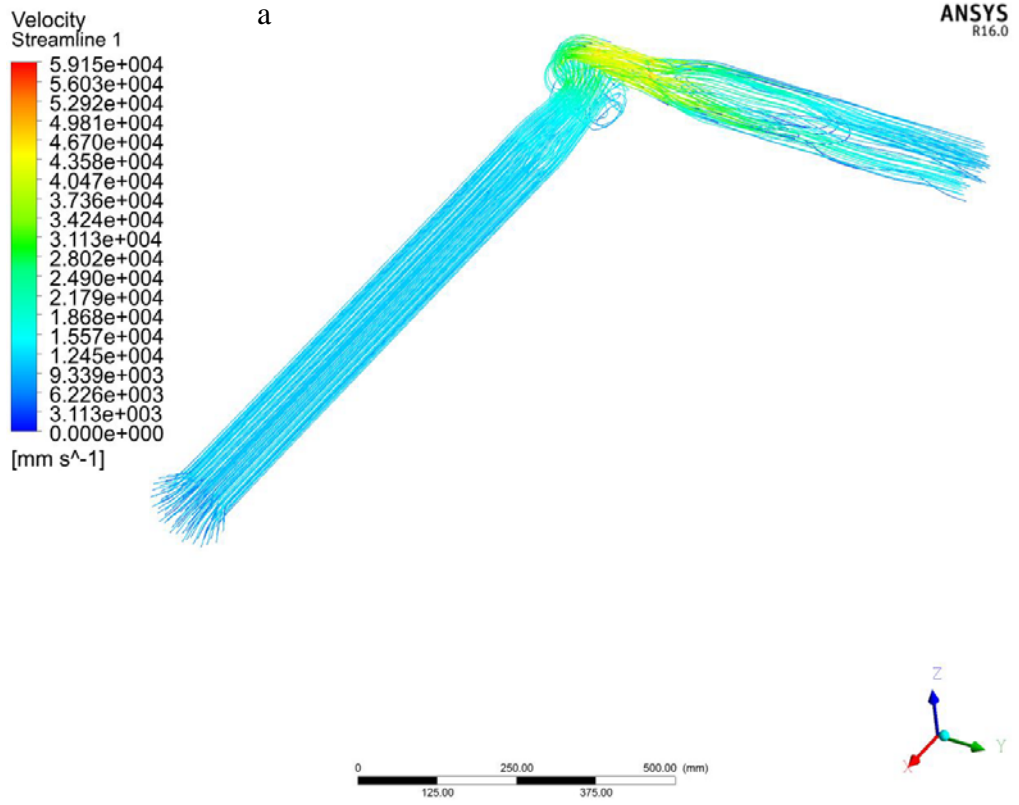 a
Velocity
Streamline 1
ANSYS
R16.0
5.915e+004
5.603e+004
5.292e+004
4.981e+004
4.670e+004
4.358e+004
4.047e+004
3.736e+004
3.424e+004
3.113e+004
2.802e+004
2.490e+004
2.179e+004
1.868e+004
1.557e+004
1.245e+004
9.339e+003
6.226e+003
3.113e+003
0.000e+000
[mm s^-1]
Z
Y
X
0 250.00 500.00 (mm)
125.00 375.00